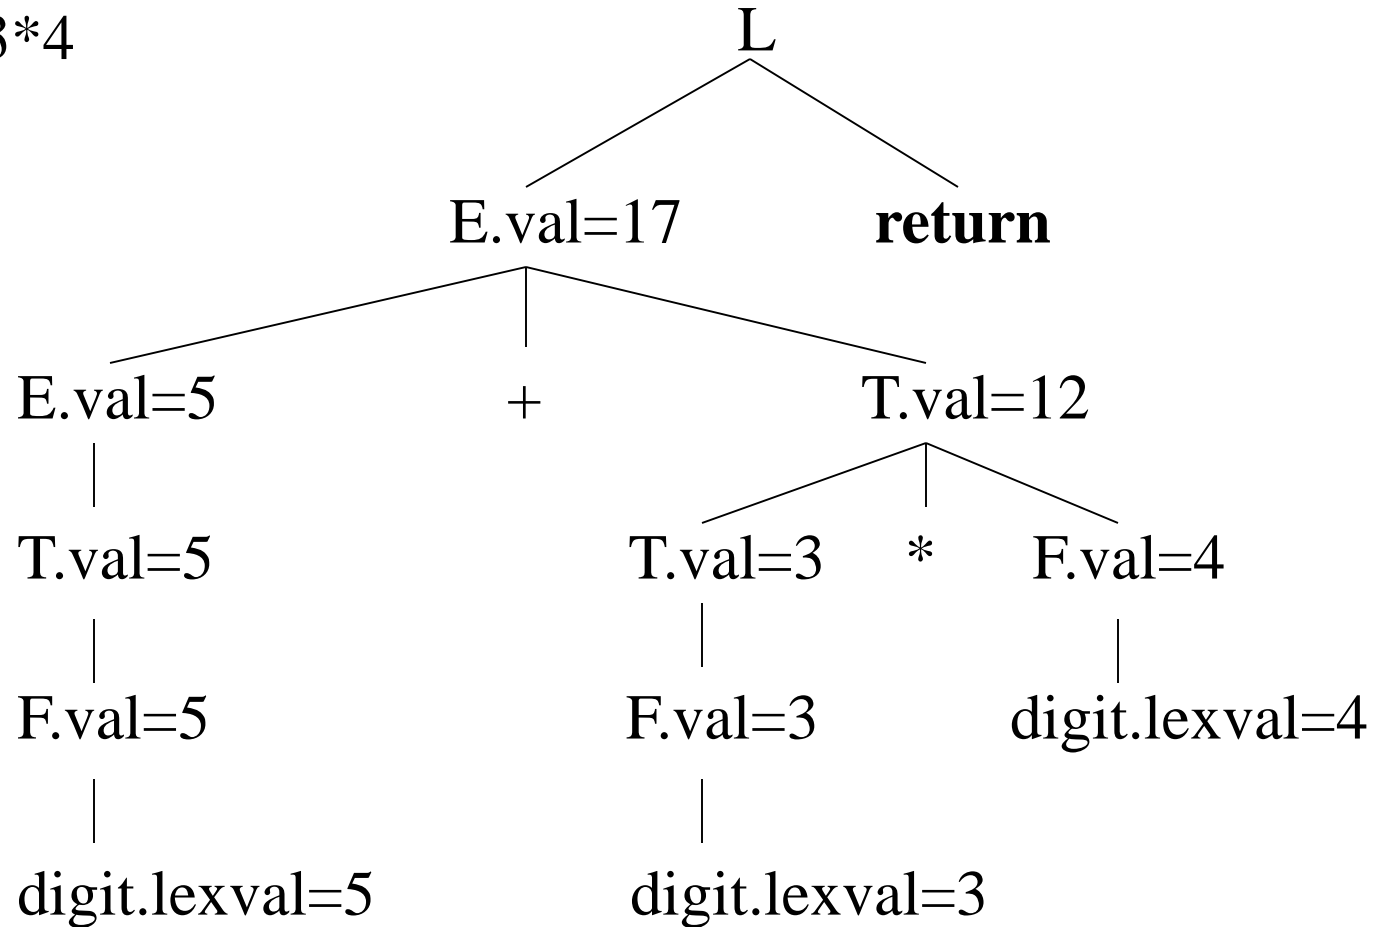 3*4
L
E.val=17 return
E.val=5 + T.val=12
T.val=5 T.val=3 * F.val=4
F.val=5 F.val=3 digit.lexval=4
digit.lexval=5 digit.lexval=3